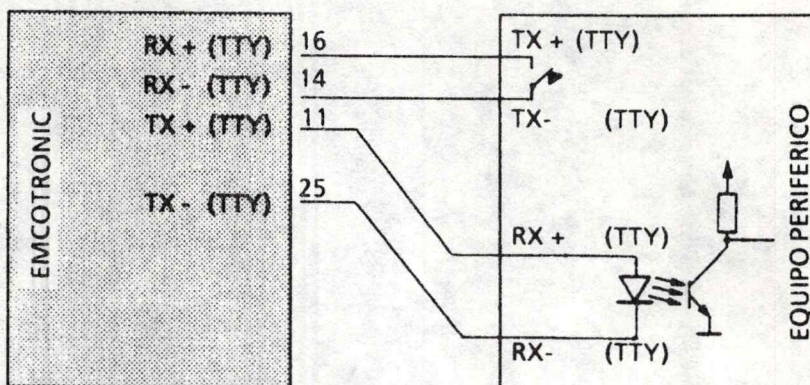 EMCOTRONIC
RX + (TTY) 16
RX - (TTY) 14
TX + (TTY) 11
TX - (TTY) 25
TX + (TTY)
TX- (TTY)
RX + (TTY)
RX- (TTY)
EQUIPO PERIFERICO